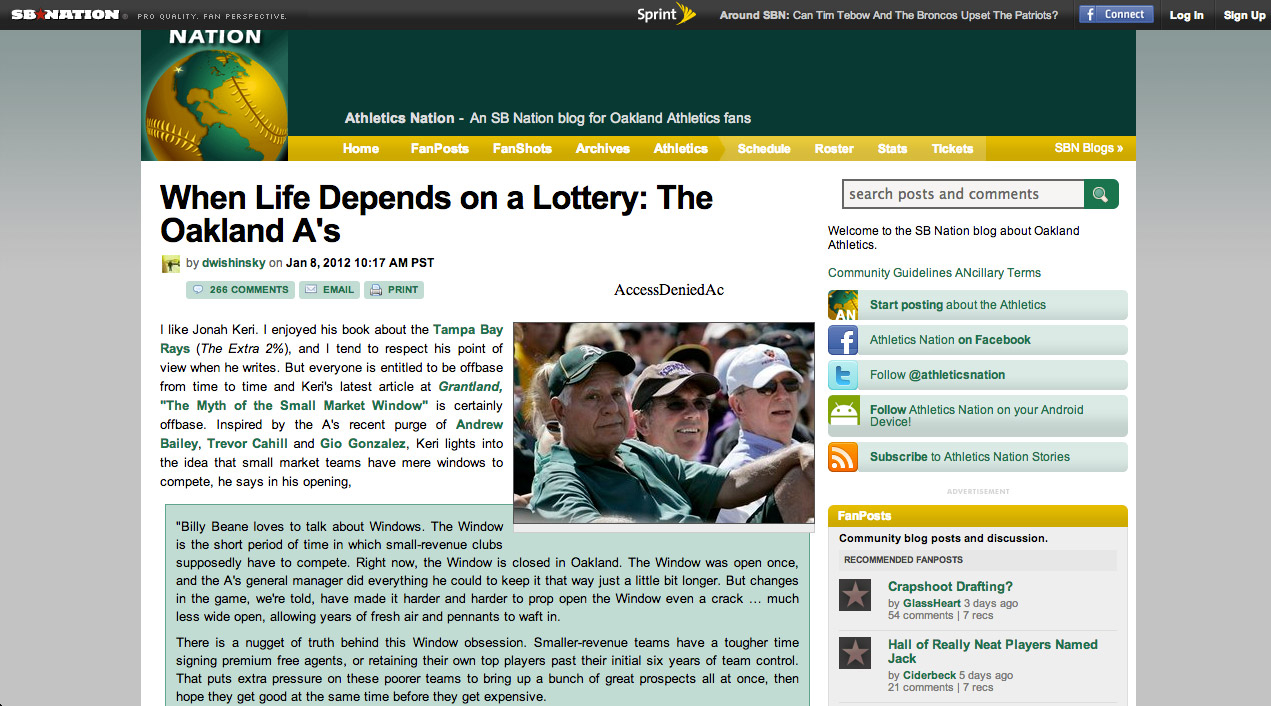 SB★NATION® PRO QUALITY. FAN PERSPECTIVE.
Sprint
Around SBN: Can Tim Tebow And The Broncos Upset The Patriots?
f Connect
Log In
Sign Up
NATION
Athletics Nation - An SB Nation blog for Oakland Athletics fans
Home FanPosts FanShots Archives Athletics Schedule Roster Stats Tickets SBN Blogs »
When Life Depends on a Lottery: The
Oakland A's
by dwishinsky on Jan 8, 2012 10:17 AM PST
266 COMMENTS EMAIL PRINT
AccessDeniedAc
I like Jonah Keri. I enjoyed his book about the Tampa Bay
Rays (The Extra 2%), and I tend to respect his point of
view when he writes. But everyone is entitled to be offbase
from time to time and Keri's latest article at Grantland,
"The Myth of the Small Market Window" is certainly
offbase. Inspired by the A's recent purge of Andrew
Bailey, Trevor Cahill and Gio Gonzalez, Keri lights into
the idea that small market teams have mere windows to
compete, he says in his opening,
"Billy Beane loves to talk about Windows. The Window
is the short period of time in which small-revenue clubs
supposedly have to compete. Right now, the Window is closed in Oakland. The Window was open once,
and the A's general manager did everything he could to keep it that way just a little bit longer. But changes
in the game, we're told, have made it harder and harder to prop open the Window even a crack … much
less wide open, allowing years of fresh air and pennants to waft in.
There is a nugget of truth behind this Window obsession. Smaller-revenue teams have a tougher time
signing premium free agents, or retaining their own top players past their initial six years of team control.
That puts extra pressure on these poorer teams to bring up a bunch of great prospects all at once, then
hope they get good at the same time before they get expensive.
search posts and comments
Welcome to the SB Nation blog about Oakland
Athletics.
Community Guidelines ANcillary Terms
AN
Start posting about the Athletics
f
Athletics Nation on Facebook
t
Follow @athleticsnation
Follow Athletics Nation on your Android
Device!
Subscribe to Athletics Nation Stories
ADVERTISEMENT
FanPosts
Community blog posts and discussion.
RECOMMENDED FANPOSTS
Crapshoot Drafting?
by GlassHeart 3 days ago
54 comments | 7 recs
Hall of Really Neat Players Named
Jack
by Ciderbeck 5 days ago
21 comments | 7 recs